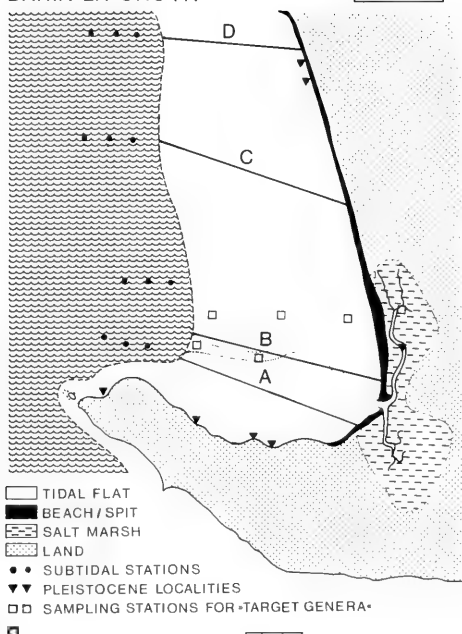 D
C
B
A
TIDAL FLAT
BEACH/SPIT
SALT MARSH
LAND
SUBTIDAL STATIONS
PLEISTOCENE LOCALITIES
SAMPLING STATIONS FOR »TARGET GENERA«